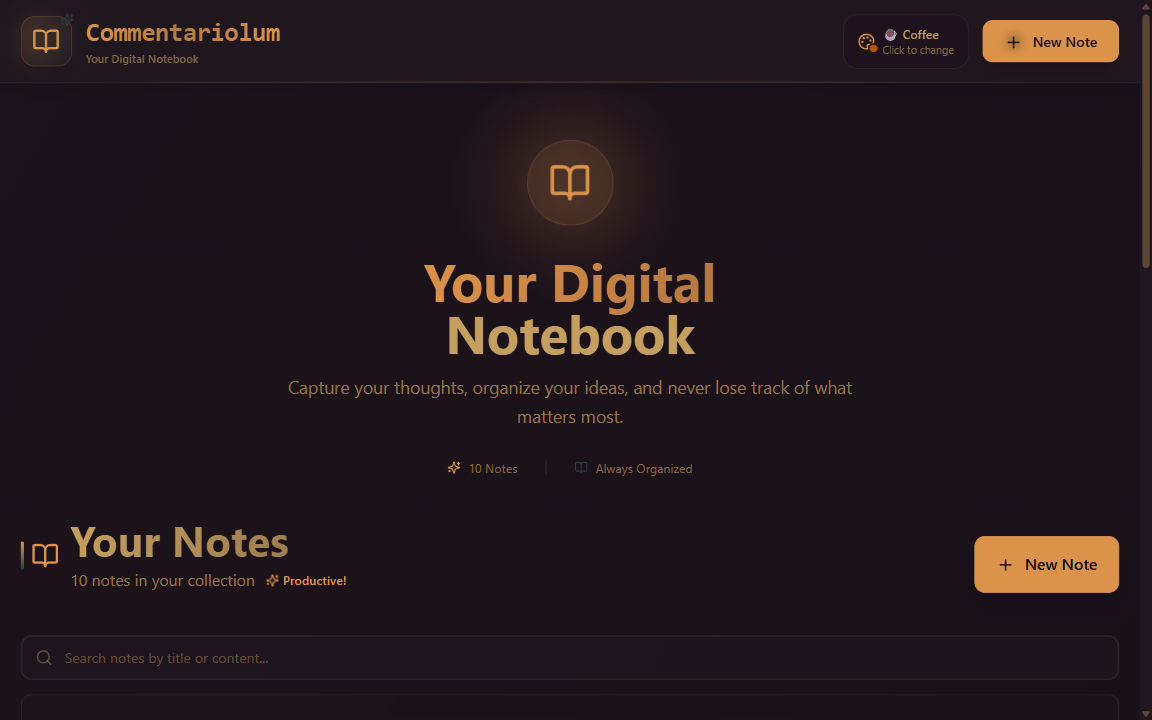 Commentariolum
Your Digital Notebook
Coffee
Click to change
New Note
Your Digital
Notebook
Capture your thoughts, organize your ideas, and never lose track of what
matters most.
10 Notes
Always Organized
Your Notes
10 notes in your collection
Productive!
New Note
Search notes by title or content...